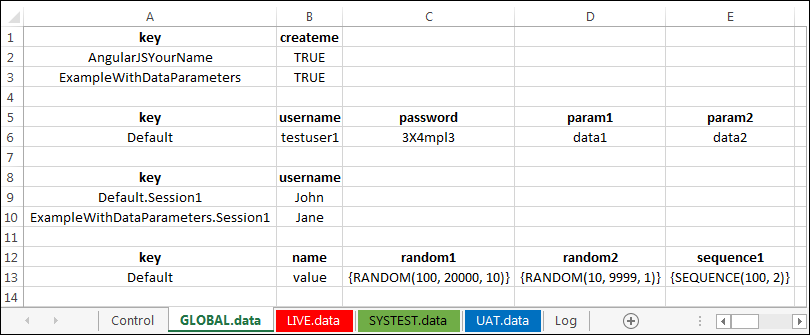 A B C D E
1 key createme
2 AngularJSYourName TRUE
3 ExampleWithDataParameters TRUE
4
5 key username password param1 param2
6 Default testuser1 3X4mpl3 data1 data2
7
8 key username
9 Default.Session1 John
10 ExampleWithDataParameters.Session1 Jane
11
12 key name random1 random2 sequence1
13 Default value {RANDOM(100, 20000, 10)} {RANDOM(10, 9999, 1)} {SEQUENCE(100, 2)}
14
Control GLOBAL.data LIVE.data SYSTEST.data UAT.data Log